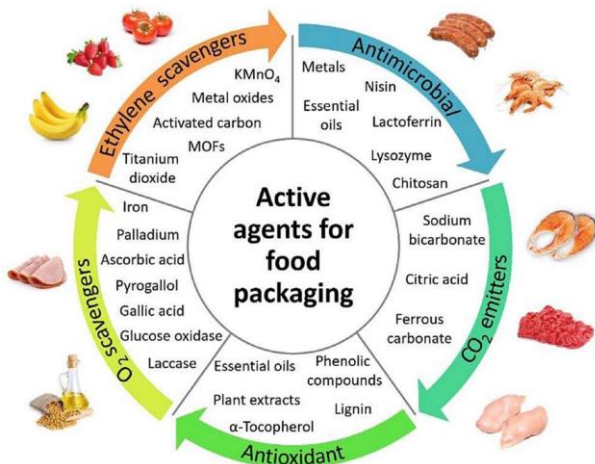 Active
agents for
food
packaging
Ethylene scavengers
KMnO₄
Metal oxides
Activated carbon
MOFs
Titanium
dioxide
Antimicrobial
Metals
Nisin
Essential
oils
Lactoferrin
Lysozyme
Chitosan
CO₂ emitters
Sodium
bicarbonate
Citric acid
Ferrous
carbonate
Antioxidant
Essential oils
Phenolic
compounds
Plant extracts
Lignin
α-Tocopherol
O₂ scavengers
Iron
Palladium
Ascorbic acid
Pyrogallol
Gallic acid
Glucose oxidase
Laccase